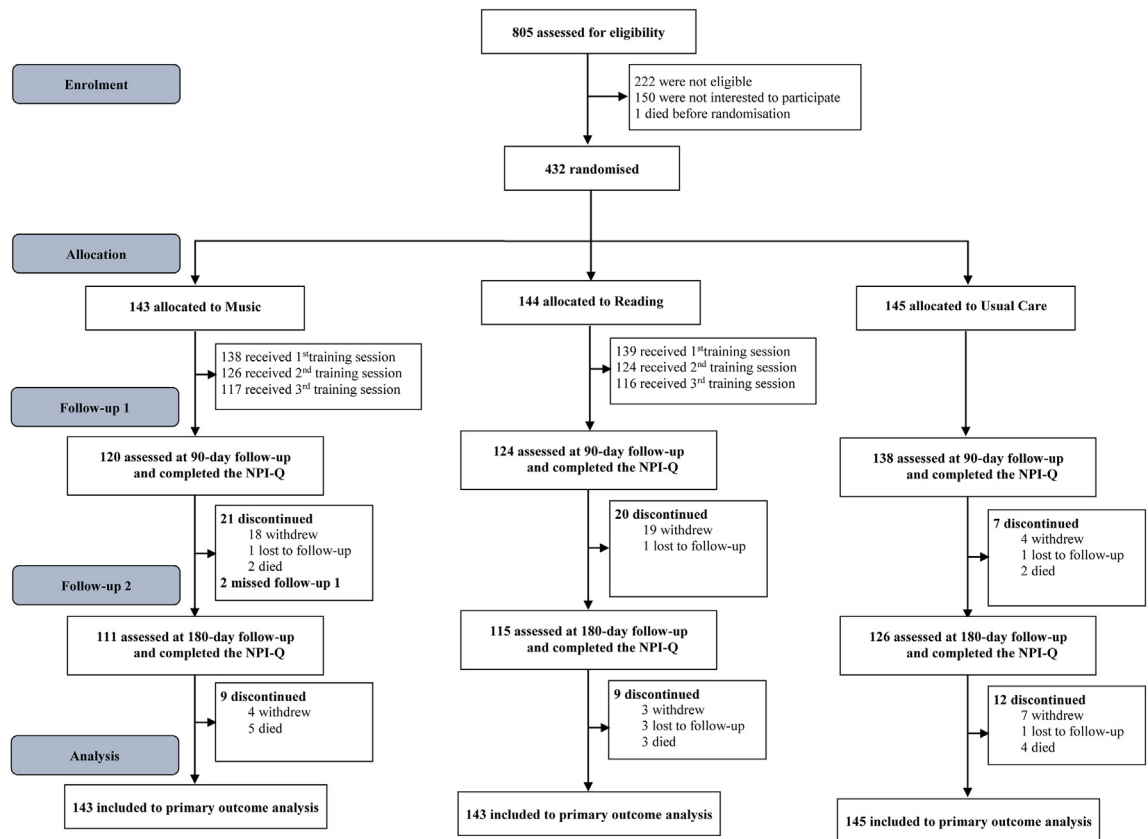 805 assessed for eligibility
Enrolment
222 were not eligible
150 were not interested to participate
1 died before randomisation
432 randomised
Allocation
143 allocated to Music
144 allocated to Reading
145 allocated to Usual Care
138 received 1st training session
126 received 2nd training session
117 received 3rd training session
139 received 1st training session
124 received 2nd training session
116 received 3rd training session
Follow-up 1
120 assessed at 90-day follow-up
and completed the NPI-Q
124 assessed at 90-day follow-up
and completed the NPI-Q
138 assessed at 90-day follow-up
and completed the NPI-Q
21 discontinued
18 withdrew
1 lost to follow-up
2 died
2 missed follow-up 1
20 discontinued
19 withdrew
1 lost to follow-up
7 discontinued
4 withdrew
1 lost to follow-up
2 died
Follow-up 2
111 assessed at 180-day follow-up
and completed the NPI-Q
115 assessed at 180-day follow-up
and completed the NPI-Q
126 assessed at 180-day follow-up
and completed the NPI-Q
9 discontinued
4 withdrew
5 died
9 discontinued
3 withdrew
3 lost to follow-up
3 died
12 discontinued
7 withdrew
1 lost to follow-up
4 died
Analysis
143 included to primary outcome analysis
143 included to primary outcome analysis
145 included to primary outcome analysis